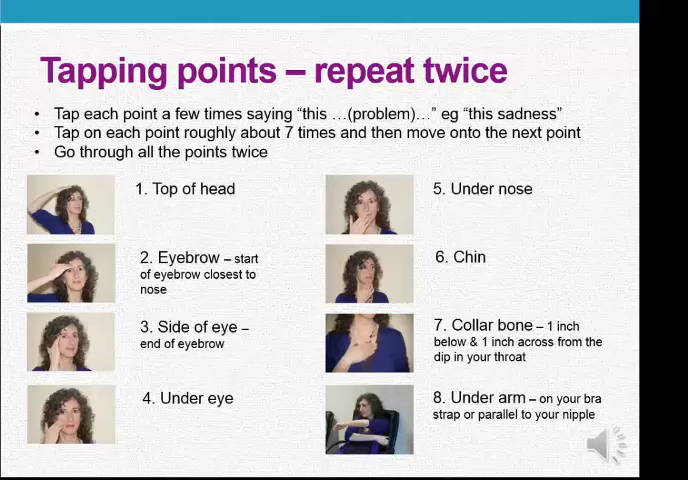 Tapping points – repeat twice
• Tap each point a few times saying “this …(problem)…” eg “this sadness”
• Tap on each point roughly about 7 times and then move onto the next point
• Go through all the points twice
1. Top of head
2. Eyebrow – start
of eyebrow closest to
nose
3. Side of eye –
end of eyebrow
4. Under eye
5. Under nose
6. Chin
7. Collar bone – 1 inch
below & 1 inch across from the
dip in your throat
8. Under arm – on your bra
strap or parallel to your nipple